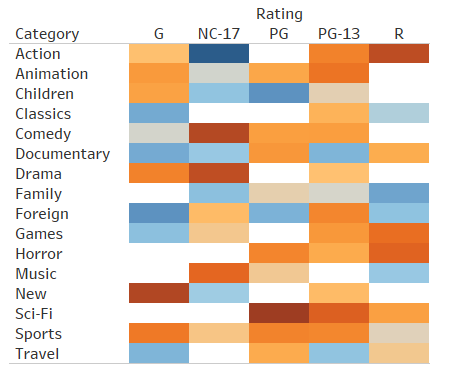 Rating
Category G NC-17 PG PG-13 R
Action
Animation
Children
Classics
Comedy
Documentary
Drama
Family
Foreign
Games
Horror
Music
New
Sci-Fi
Sports
Travel